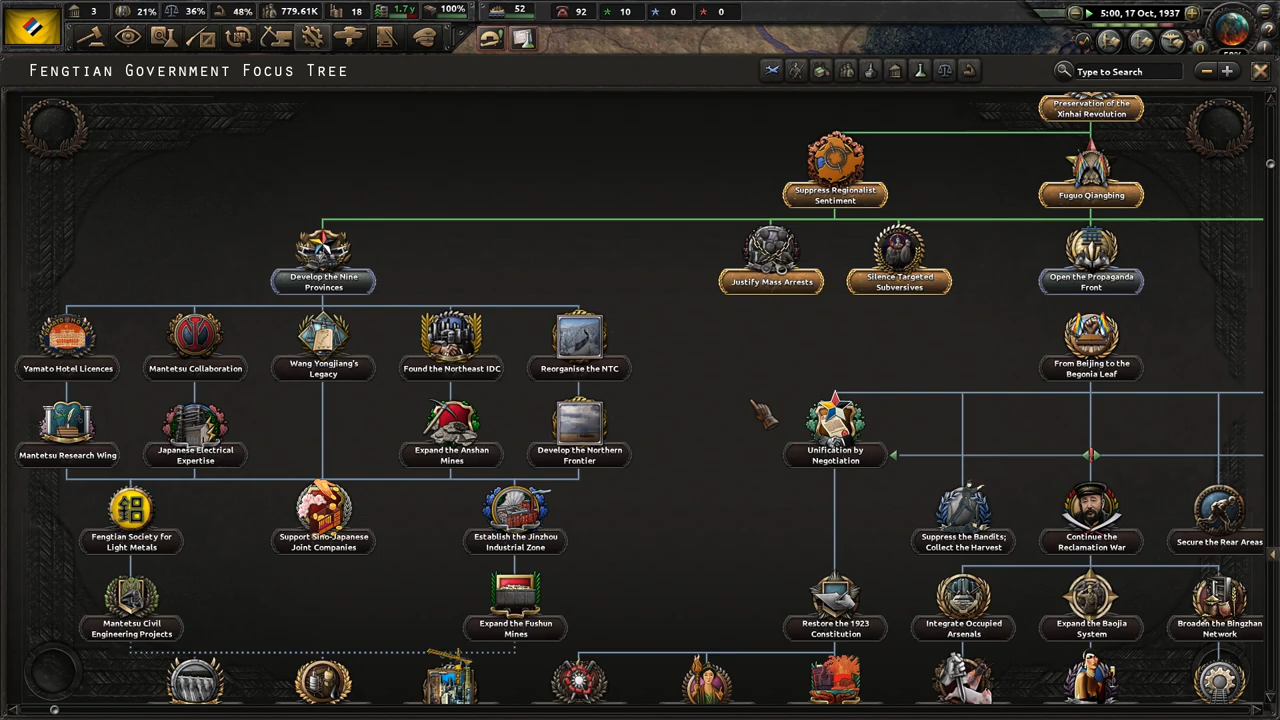 3
21%
36%
48%
779.61K
18
1.7 y
100%
52
92
10
0
0
5:00, 17 Oct, 1937
Fengtian Government Focus Tree
Type to Search
Preservation of the
Xinhai Revolution
Suppress Regionalist
Sentiment
Fuguo Qiangbing
Develop the Nine
Provinces
Justify Mass Arrests
Silence Targeted
Subversives
Open the Propaganda
Front
Yamato Hotel Licences
Mantetsu Collaboration
Wang Yongjiang's
Legacy
Found the Northeast IDC
Reorganise the NTC
From Beijing to the
Begonia Leaf
Mantetsu Research Wing
Japanese Electrical
Expertise
Expand the Anshan
Mines
Develop the Northern
Frontier
Unification by
Negotiation
鋁
Fengtian Society for
Light Metals
Support Sino-Japanese
Joint Companies
Establish the Jinzhou
Industrial Zone
Suppress the Bandits;
Collect the Harvest
Continue the
Reclamation War
Secure the Rear Areas
Mantetsu Civil
Engineering Projects
Expand the Fushun
Mines
Restore the 1923
Constitution
Integrate Occupied
Arsenals
Expand the Baojia
System
Broaden the Bingzhan
Network